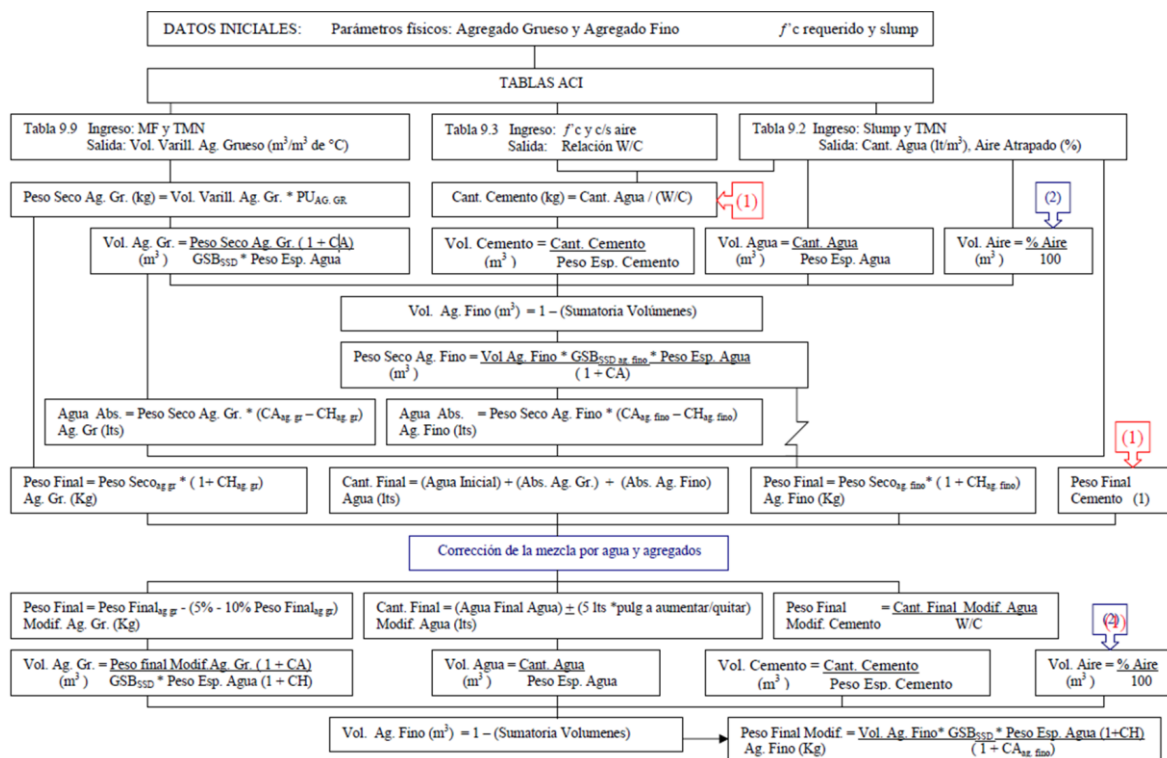 DATOS INICIALES: Parámetros físicos: Agregado Grueso y Agregado Fino f'c requerido y slump
TABLAS ACI
Tabla 9.9 Ingreso: MF y TMN
Salida: Vol. Varill. Ag. Grueso (m³/m³ de °C)
Tabla 9.3 Ingreso: f'c y c/s aire
Salida: Relación W/C
Tabla 9.2 Ingreso: Slump y TMN
Salida: Cant. Agua (lt/m³), Aire Atrapado (%)
Peso Seco Ag. Gr. (kg) = Vol. Varill. Ag. Gr. * PU AG. GR
Cant. Cemento (kg) = Cant. Agua / (W/C)
(1)
(2)
Vol. Ag. Gr. = Peso Seco Ag. Gr. ( 1 + CA)
(m³) GSB SSD * Peso Esp. Agua
Vol. Cemento = Cant. Cemento
(m³) Peso Esp. Cemento
Vol. Agua = Cant. Agua
(m³) Peso Esp. Agua
Vol. Aire = % Aire
(m³) 100
Vol. Ag. Fino (m³) = 1 – (Sumatoria Volúmenes)
Peso Seco Ag. Fino = Vol Ag. Fino * GSB SSD ag. fino * Peso Esp. Agua
(m³) ( 1 + CA)
Agua Abs. = Peso Seco Ag. Gr. * (CA ag. gr – CH ag. gr)
Ag. Gr (lts)
Agua Abs. = Peso Seco Ag. Fino * (CA ag. fino – CH ag. fino)
Ag. Fino (lts)
(1)
Peso Final = Peso Seco ag gr * ( 1+ CH ag. gr)
Ag. Gr. (Kg)
Cant. Final = (Agua Inicial) + (Abs. Ag. Gr.) + (Abs. Ag. Fino)
Agua (lts)
Peso Final = Peso Seco ag. fino * ( 1 + CH ag. fino)
Ag. Fino (Kg)
Peso Final
Cemento (1)
Corrección de la mezcla por agua y agregados
Peso Final = Peso Final ag gr - (5% - 10% Peso Final ag gr)
Modif. Ag. Gr. (Kg)
Cant. Final = (Agua Final Agua) ± (5 lts *pulg a aumentar/quitar)
Modif. Agua (lts)
Peso Final = Cant. Final Modif. Agua
Modif. Cemento W/C
(2)
Vol. Ag. Gr. = Peso final Modif. Ag. Gr. ( 1 + CA)
(m³) GSB SSD * Peso Esp. Agua (1 + CH)
Vol. Agua = Cant. Agua
(m³) Peso Esp. Agua
Vol. Cemento = Cant. Cemento
(m³) Peso Esp. Cemento
Vol. Aire = % Aire
(m³) 100
Vol. Ag. Fino (m³) = 1 – (Sumatoria Volumenes)
Peso Final Modif. = Vol. Ag. Fino* GSB SSD * Peso Esp. Agua (1+CH)
Ag. Fino (Kg) ( 1 + CA ag. fino)